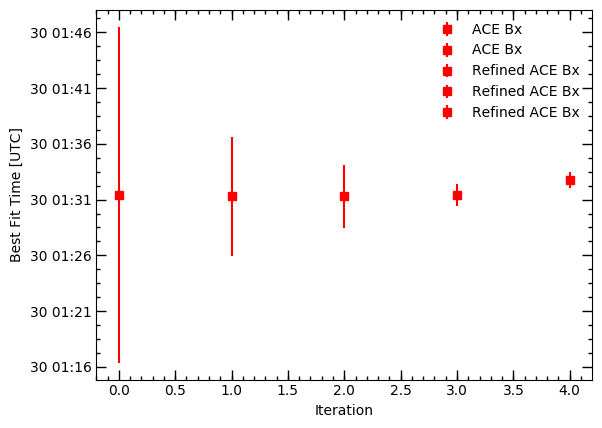 30 01:46
30 01:41
30 01:36
30 01:31
30 01:26
30 01:21
30 01:16
Best Fit Time [UTC]
ACE Bx
ACE Bx
Refined ACE Bx
Refined ACE Bx
Refined ACE Bx
0.0 0.5 1.0 1.5 2.0 2.5 3.0 3.5 4.0
Iteration